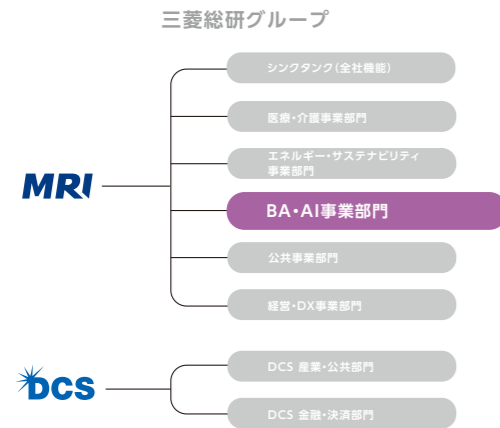 三菱総研グループ
シンクタンク（全社機能）
医療・介護事業部門
エネルギー・サステナビリティ
事業部門
MRI
BA・AI事業部門
公共事業部門
経営・DX事業部門
DCS 産業・公共部門
DCS
DCS 金融・決済部門